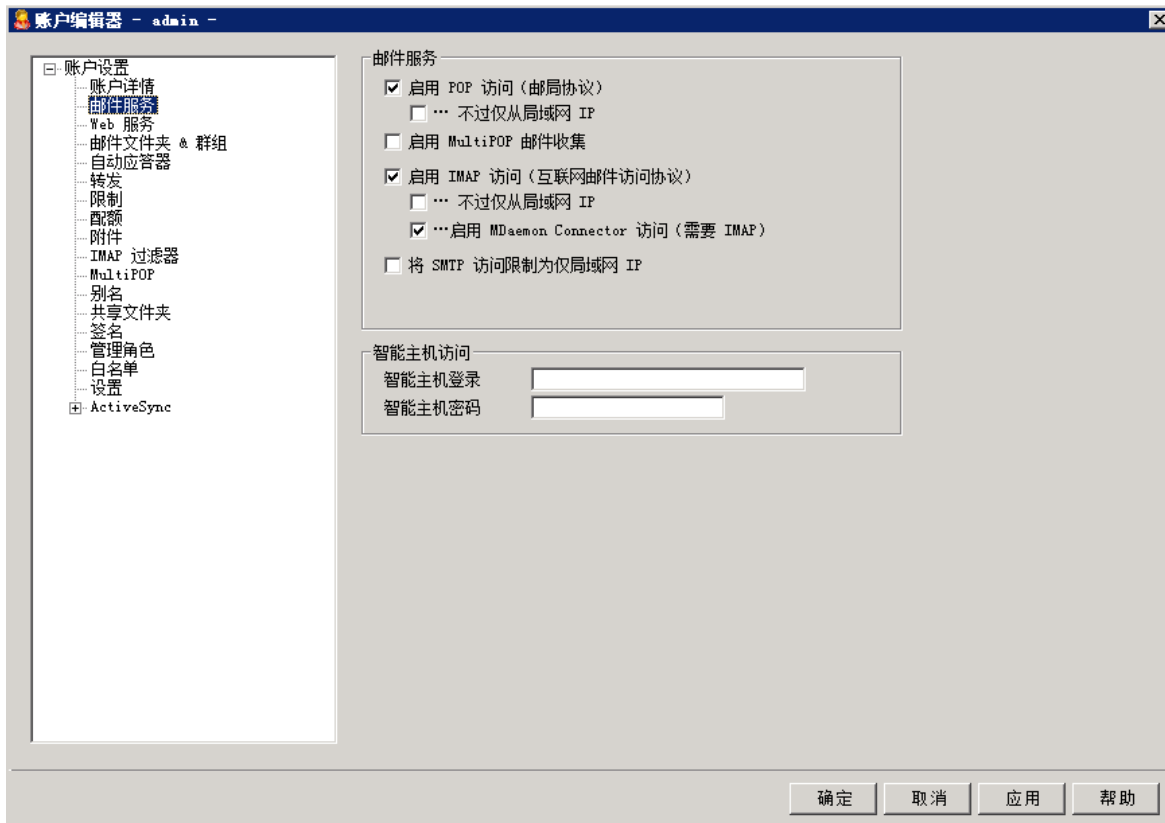 账户编辑器 - admin -
账户设置
账户详情
邮件服务
Web 服务
邮件文件夹 & 群组
自动应答器
转发
限制
配额
附件
IMAP 过滤器
MultiPOP
别名
共享文件夹
签名
管理角色
白名单
设置
ActiveSync
邮件服务
启用 POP 访问(邮局协议)
… 不过仅从局域网 IP
启用 MultiPOP 邮件收集
启用 IMAP 访问(互联网邮件访问协议)
… 不过仅从局域网 IP
…启用 MDaemon Connector 访问(需要 IMAP)
将 SMTP 访问限制为仅局域网 IP
智能主机访问
智能主机登录
智能主机密码
确定
取消
应用
帮助